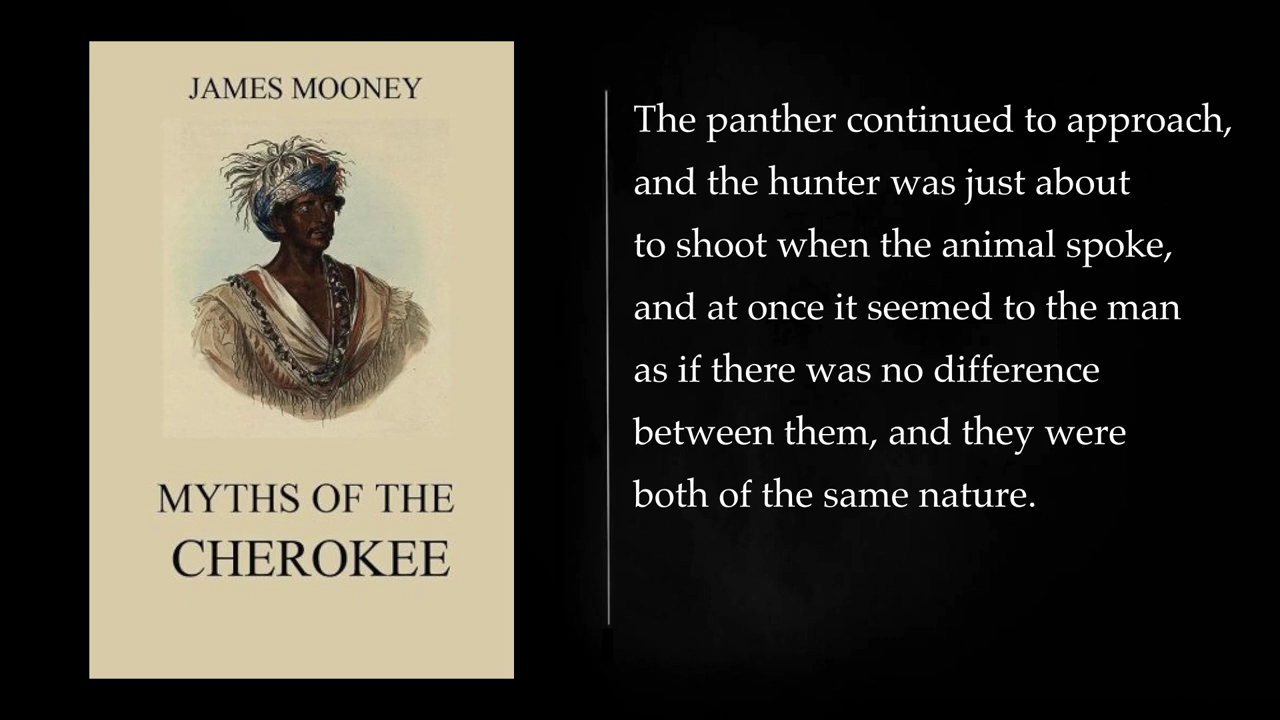 JAMES MOONEY
MYTHS OF THE
CHEROKEE
The panther continued to approach,
and the hunter was just about
to shoot when the animal spoke,
and at once it seemed to the man
as if there was no difference
between them, and they were
both of the same nature.